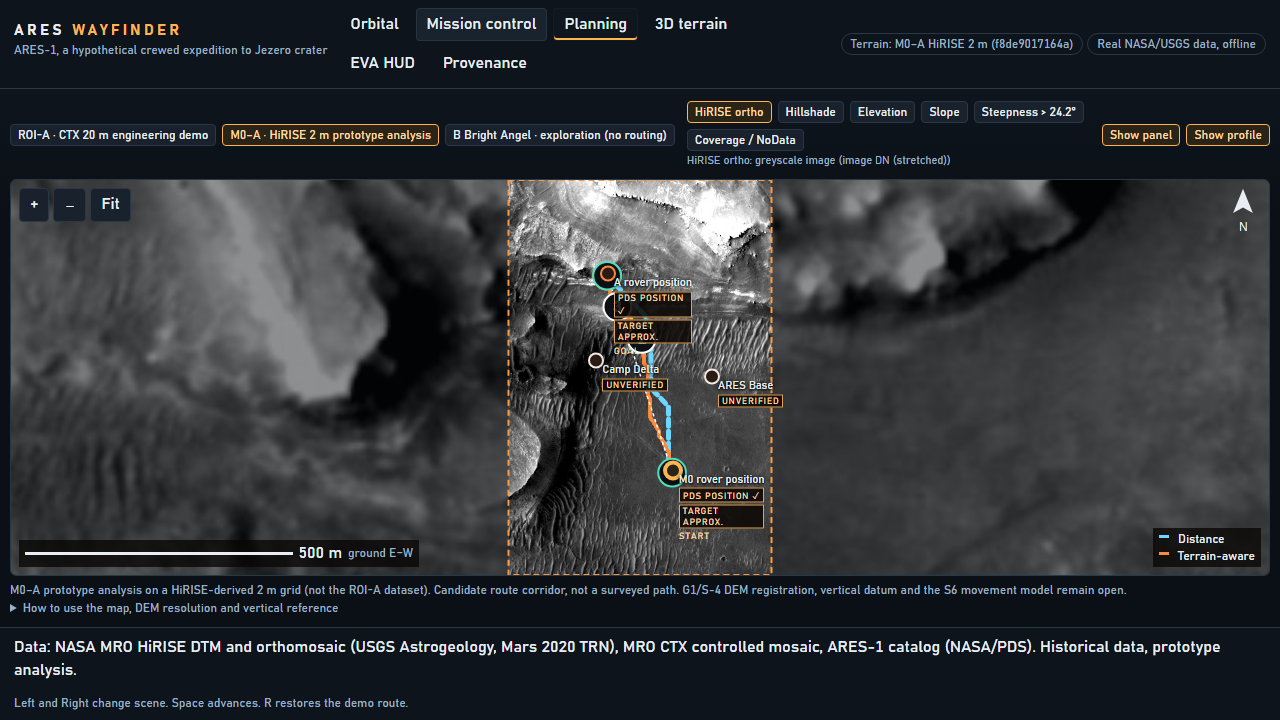 ARES WAYFINDER
ARES-1, a hypothetical crewed expedition to Jezero crater
Orbital
Mission control
Planning
3D terrain
EVA HUD
Provenance
Terrain: M0–A HiRISE 2 m (f8de9017164a)
Real NASA/USGS data, offline
ROI-A · CTX 20 m engineering demo
M0–A · HiRISE 2 m prototype analysis
B Bright Angel · exploration (no routing)
HiRISE ortho
Hillshade
Elevation
Slope
Steepness > 24.2°
Coverage / NoData
HiRISE ortho: greyscale image (image DN (stretched))
Show panel
Show profile
+
–
Fit
N
A rover position
PDS POSITION
✓
TARGET
APPROX.
GOAL
Camp Delta
UNVERIFIED
ARES Base
UNVERIFIED
M0 rover position
PDS POSITION ✓
TARGET
APPROX.
START
500 m ground E–W
Distance
Terrain-aware
M0–A prototype analysis on a HiRISE-derived 2 m grid (not the ROI-A dataset). Candidate route corridor, not a surveyed path. G1/S-4 DEM registration, vertical datum and the S6 movement model remain open.
▶ How to use the map, DEM resolution and vertical reference
Data: NASA MRO HiRISE DTM and orthomosaic (USGS Astrogeology, Mars 2020 TRN), MRO CTX controlled mosaic, ARES-1 catalog (NASA/PDS). Historical data, prototype
analysis.
Left and Right change scene. Space advances. R restores the demo route.